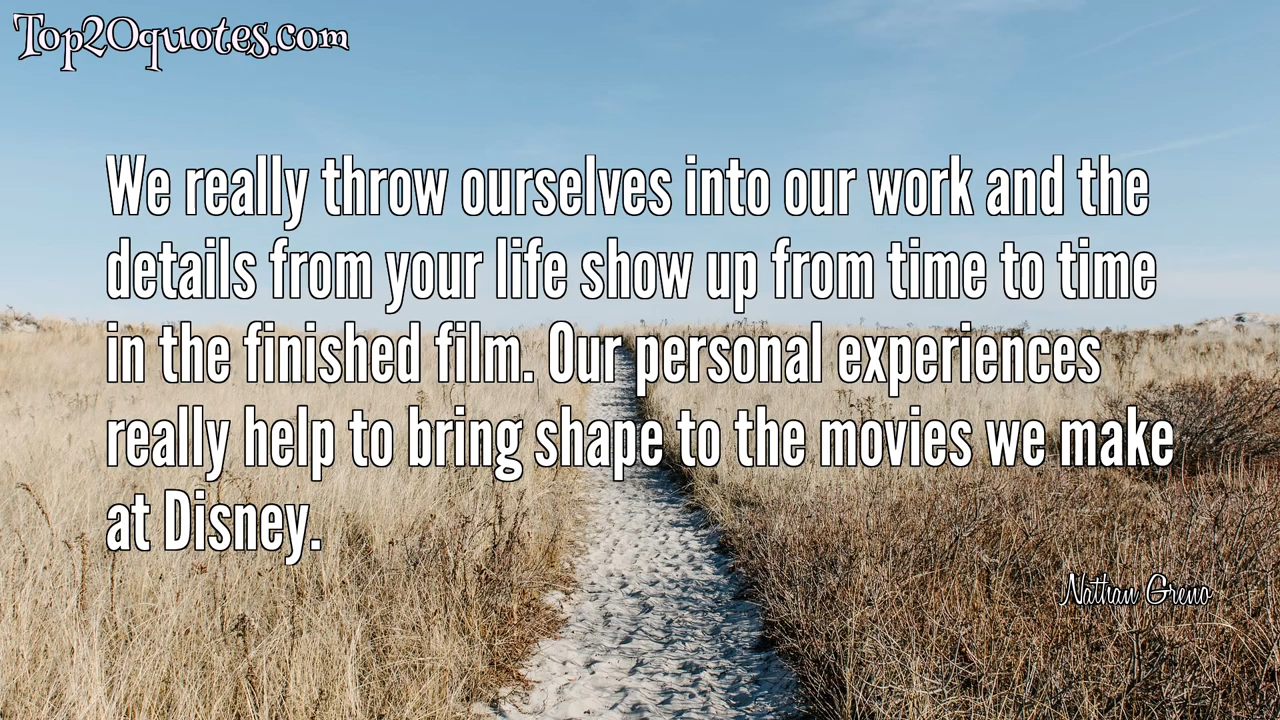 Top20quotes.com
We really throw ourselves into our work and the
details from your life show up from time to time
in the finished film. Our personal experiences
really help to bring shape to the movies we make
at Disney.
Nathan Greno